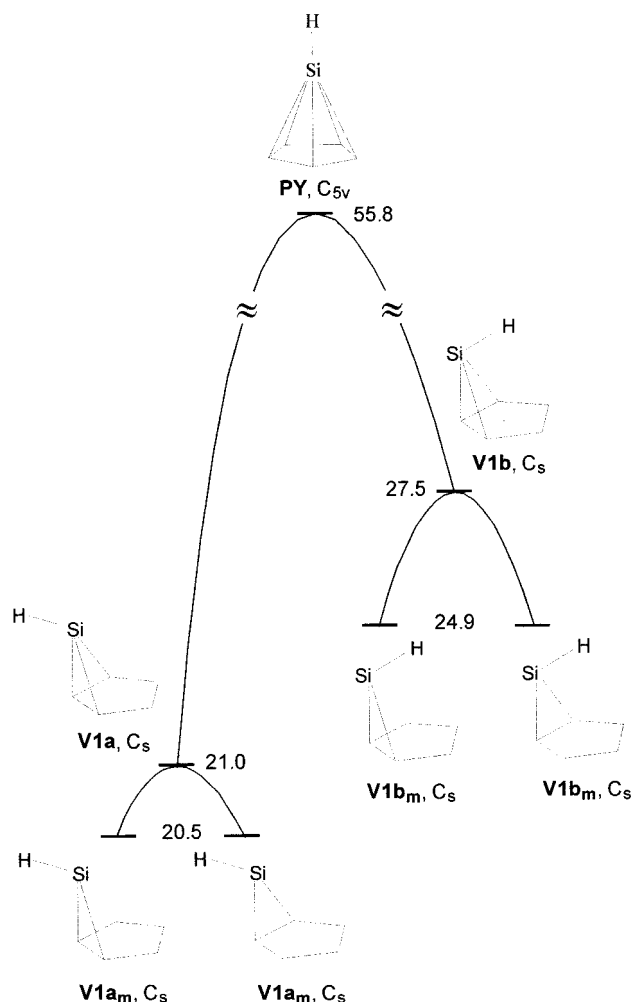 H
Si
PY, C5v
55.8
≈ ≈
H
Si
V1b, Cs
27.5
24.9
H
Si
H
Si
V1bm, Cs
V1bm, Cs
H
Si
V1a, Cs
21.0
20.5
H
Si
H
Si
V1am, Cs
V1am, Cs